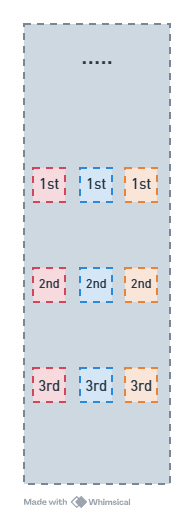 .....
1st 1st 1st
2nd 2nd 2nd
3rd 3rd 3rd
Made with Whimsical